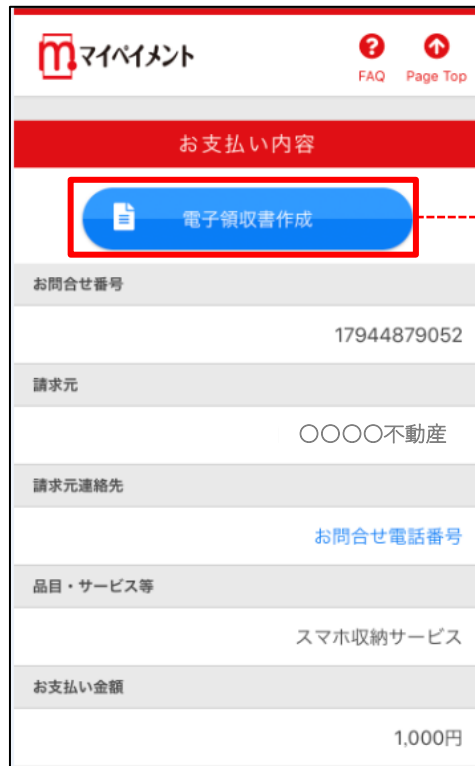 マイペイメント
FAQ
Page Top
お支払い内容
電子領収書作成
お問合せ番号
17944879052
請求元
〇〇〇〇不動産
請求元連絡先
お問合せ電話番号
品目・サービス等
スマホ収納サービス
お支払い金額
1,000円